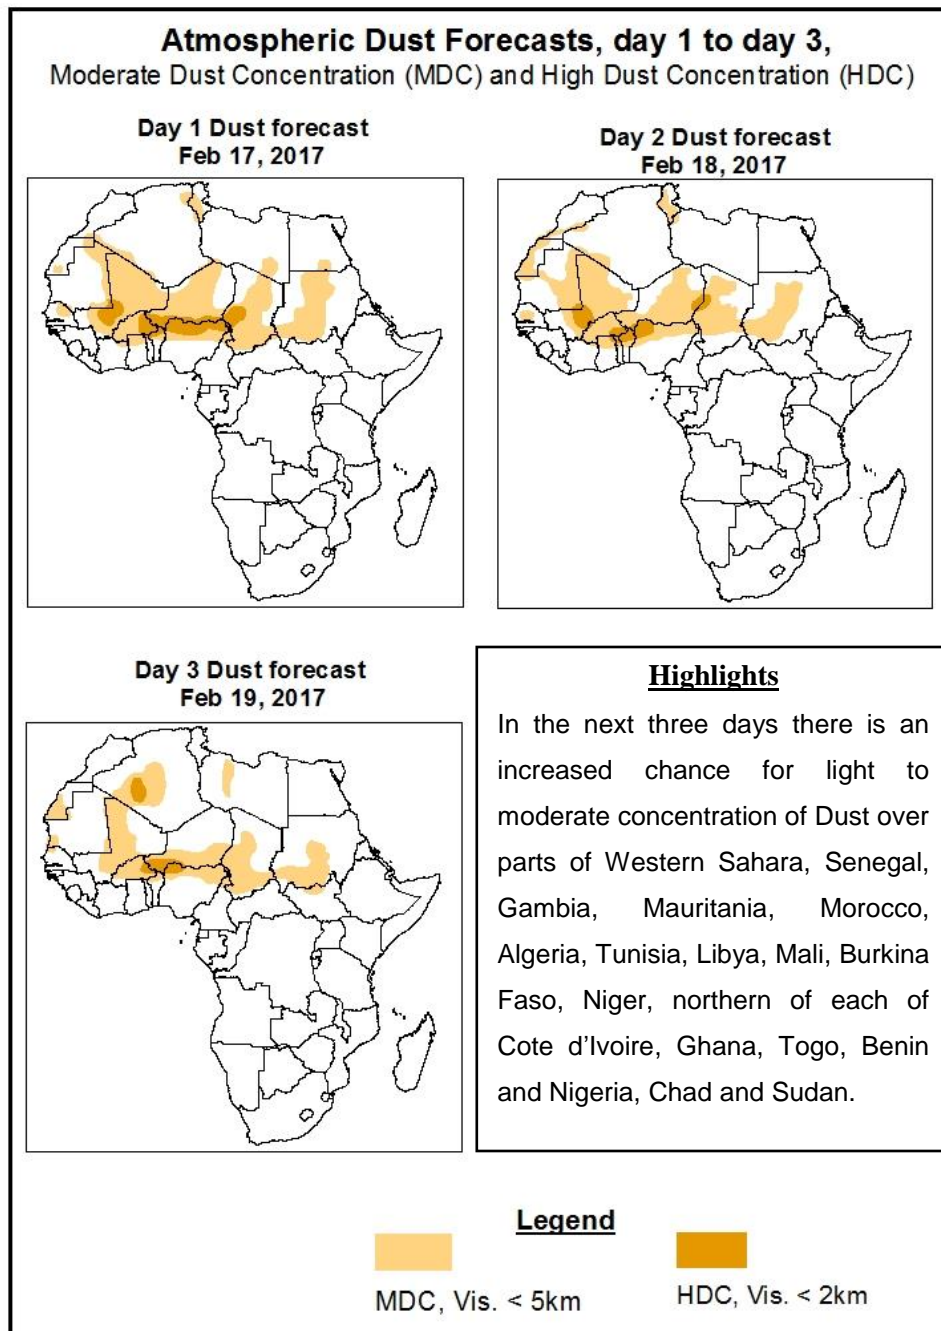 Atmospheric Dust Forecasts, day 1 to day 3,
Moderate Dust Concentration (MDC) and High Dust Concentration (HDC)
Day 1 Dust forecast
Feb 17, 2017
Day 2 Dust forecast
Feb 18, 2017
Day 3 Dust forecast
Feb 19, 2017
Highlights
In the next three days there is an
increased chance for light to
moderate concentration of Dust over
parts of Western Sahara, Senegal,
Gambia, Mauritania, Morocco,
Algeria, Tunisia, Libya, Mali, Burkina
Faso, Niger, northern of each of
Cote d’Ivoire, Ghana, Togo, Benin
and Nigeria, Chad and Sudan.
Legend
MDC, Vis. < 5km
HDC, Vis. < 2km